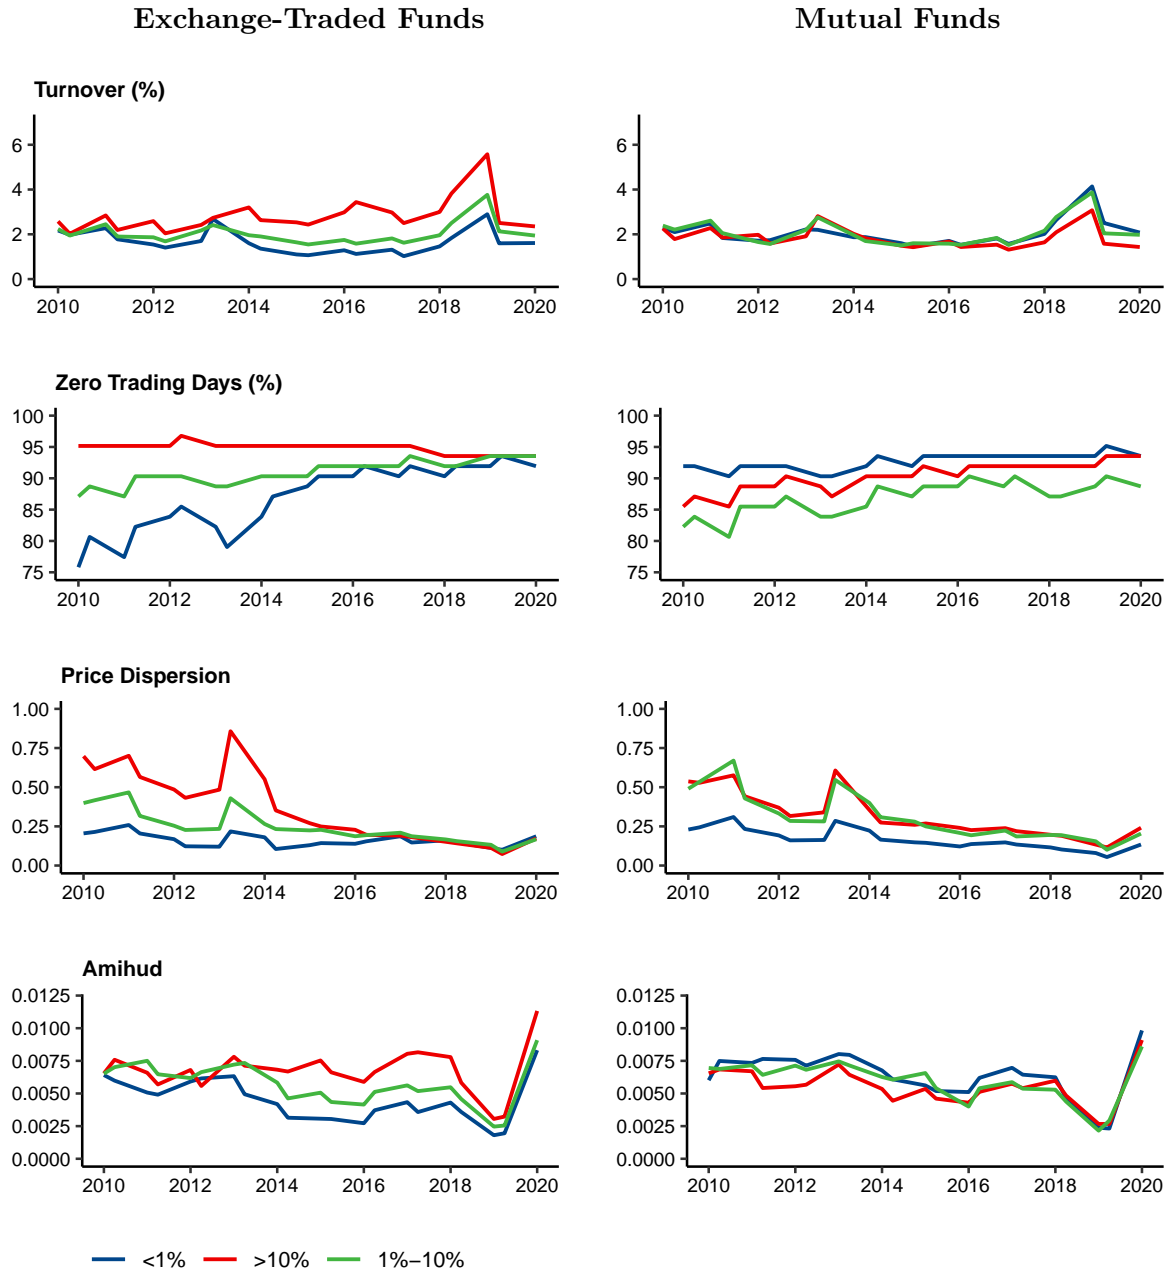 Exchange-Traded Funds
Mutual Funds
Turnover (%)
6
4
2
0
2010 2012 2014 2016 2018 2020
6
4
2
0
2010 2012 2014 2016 2018 2020
Zero Trading Days (%)
100
95
90
85
80
75
2010 2012 2014 2016 2018 2020
100
95
90
85
80
75
2010 2012 2014 2016 2018 2020
Price Dispersion
1.00
0.75
0.50
0.25
0.00
2010 2012 2014 2016 2018 2020
1.00
0.75
0.50
0.25
0.00
2010 2012 2014 2016 2018 2020
Amihud
0.0125
0.0100
0.0075
0.0050
0.0025
0.0000
2010 2012 2014 2016 2018 2020
0.0125
0.0100
0.0075
0.0050
0.0025
0.0000
2010 2012 2014 2016 2018 2020
<1% >10% 1%−10%